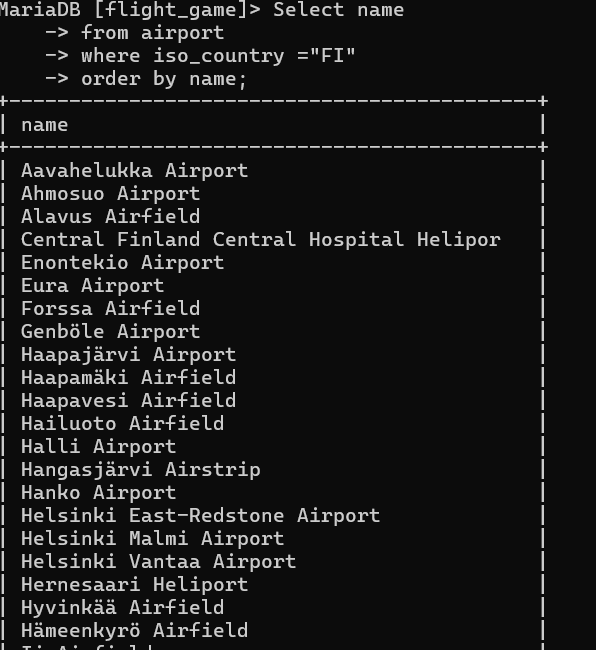 MariaDB [flight_game]> Select name
-> from airport
-> where iso_country ="FI"
-> order by name;
+----------------------------------------+
| name |
+----------------------------------------+
| Aavahelukka Airport |
| Ahmosuo Airport |
| Alavus Airfield |
| Central Finland Central Hospital Helipor |
| Enontekio Airport |
| Eura Airport |
| Forssa Airfield |
| Genböle Airport |
| Haapajärvi Airport |
| Haapamäki Airfield |
| Haapavesi Airfield |
| Hailuoto Airfield |
| Halli Airport |
| Hangasjärvi Airstrip |
| Hanko Airport |
| Helsinki East-Redstone Airport |
| Helsinki Malmi Airport |
| Helsinki Vantaa Airport |
| Hernesaari Heliport |
| Hyvinkää Airfield |
| Hämeenkyrö Airfield |